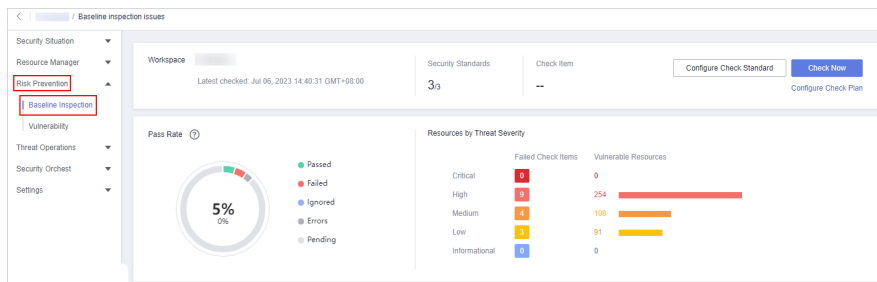 / Baseline inspection issues
Security Situation
Resource Manager
Risk Prevention
Baseline Inspection
Vulnerability
Threat Operations
Security Orchest
Settings
Workspace
Latest checked: Jul 06, 2023 14:40:31 GMT+08:00
Security Standards
3/3
Check Item
--
Configure Check Standard
Check Now
Configure Check Plan
Pass Rate ?
5%
0%
Passed
Failed
Ignored
Errors
Pending
Resources by Threat Severity
Failed Check Items Vulnerable Resources
Critical 0 0
High 9 254
Medium 4 108
Low 3 91
Informational 0 0